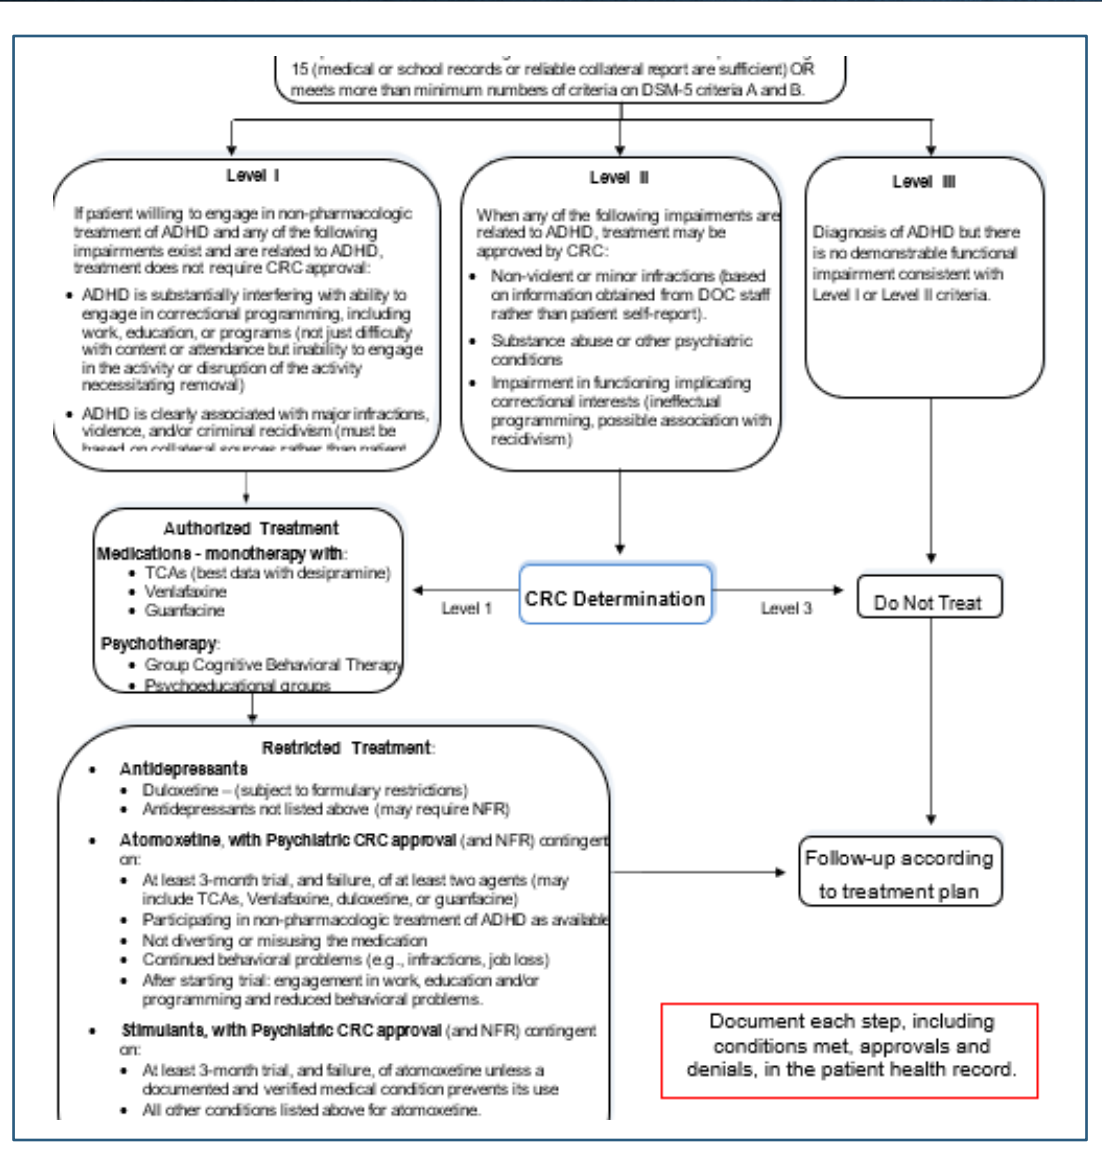 15 (medical or school records or reliable collateral report are sufficient) OR
meets more than minimum numbers of criteria on DSM-5 criteria A and B.
Level I
If patient willing to engage in non-pharmacologic
treatment of ADHD and any of the following
impairments exist and are related to ADHD,
treatment does not require CRC approval:
• ADHD is substantially interfering with ability to
engage in correctional programming, including
work, education, or programs (not just difficulty
with content or attendance but inability to engage
in the activity or disruption of the activity
necessitating removal)
• ADHD is clearly associated with major infractions,
violence, and/or criminal recidivism (must be
based on collateral sources rather than patient
Level II
When any of the following impairments are
related to ADHD, treatment may be
approved by CRC:
• Non-violent or minor infractions (based
on information obtained from DOC staff
rather than patient self-report).
• Substance abuse or other psychiatric
conditions
• Impairment in functioning implicating
correctional interests (ineffectual
programming, possible association with
recidivism)
Level III
Diagnosis of ADHD but there
is no demonstrable functional
impairment consistent with
Level I or Level II criteria.
Authorized Treatment
Medications - monotherapy with:
• TCAs (best data with desipramine)
• Venlafaxine
• Guanfacine
Psychotherapy:
• Group Cognitive Behavioral Therapy
• Psychoeducational groups
Level 1
CRC Determination
Level 3
Do Not Treat
Restricted Treatment:
• Antidepressants
• Duloxetine – (subject to formulary restrictions)
• Antidepressants not listed above (may require NFR)
• Atomoxetine, with Psychiatric CRC approval (and NFR) contingent
on:
• At least 3-month trial, and failure, of at least two agents (may
include TCAs, Venlafaxine, duloxetine, or guanfacine)
• Participating in non-pharmacologic treatment of ADHD as available
• Not diverting or misusing the medication
• Continued behavioral problems (e.g., infractions, job loss)
• After starting trial: engagement in work, education and/or
programming and reduced behavioral problems.
• Stimulants, with Psychiatric CRC approval (and NFR) contingent
on:
• At least 3-month trial, and failure, of atomoxetine unless a
documented and verified medical condition prevents its use
• All other conditions listed above for atomoxetine.
Follow-up according
to treatment plan
Document each step, including
conditions met, approvals and
denials, in the patient health record.